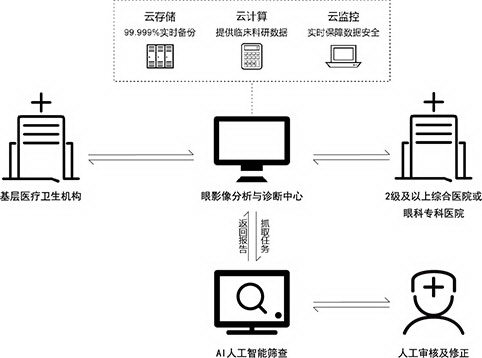 云存储
99.999%实时备份
云计算
提供临床科研数据
云监控
实时保障数据安全
基层医疗卫生机构
眼影像分析与诊断中心
2级及以上综合医院或
眼科专科医院
返回报告
抓取任务
AI人工智能筛查
人工审核及修正